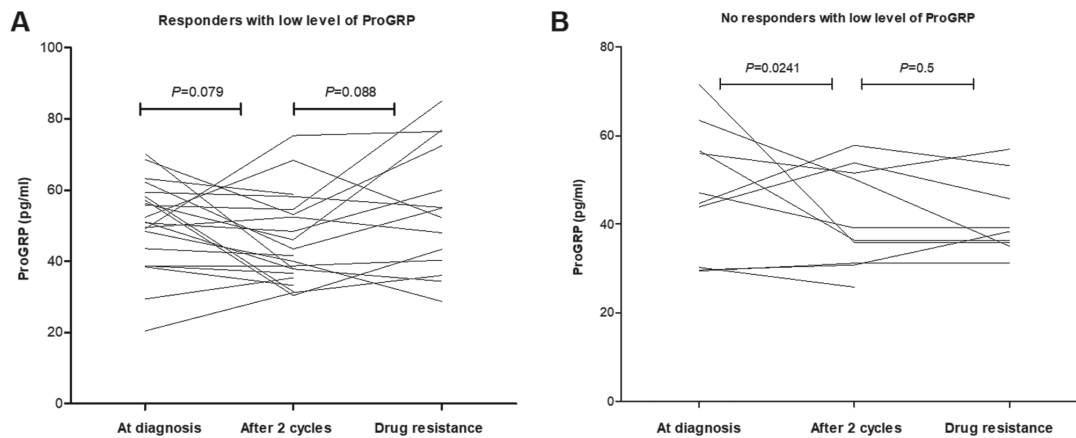 A
Responders with low level of ProGRP
100
80
60
40
20
0
ProGRP (pg/ml)
P=0.079
P=0.088
At diagnosis
After 2 cycles
Drug resistance
B
No responders with low level of ProGRP
80
60
40
20
0
ProGRP (pg/ml)
P=0.0241
P=0.5
At diagnosis
After 2 cycles
Drug resistance